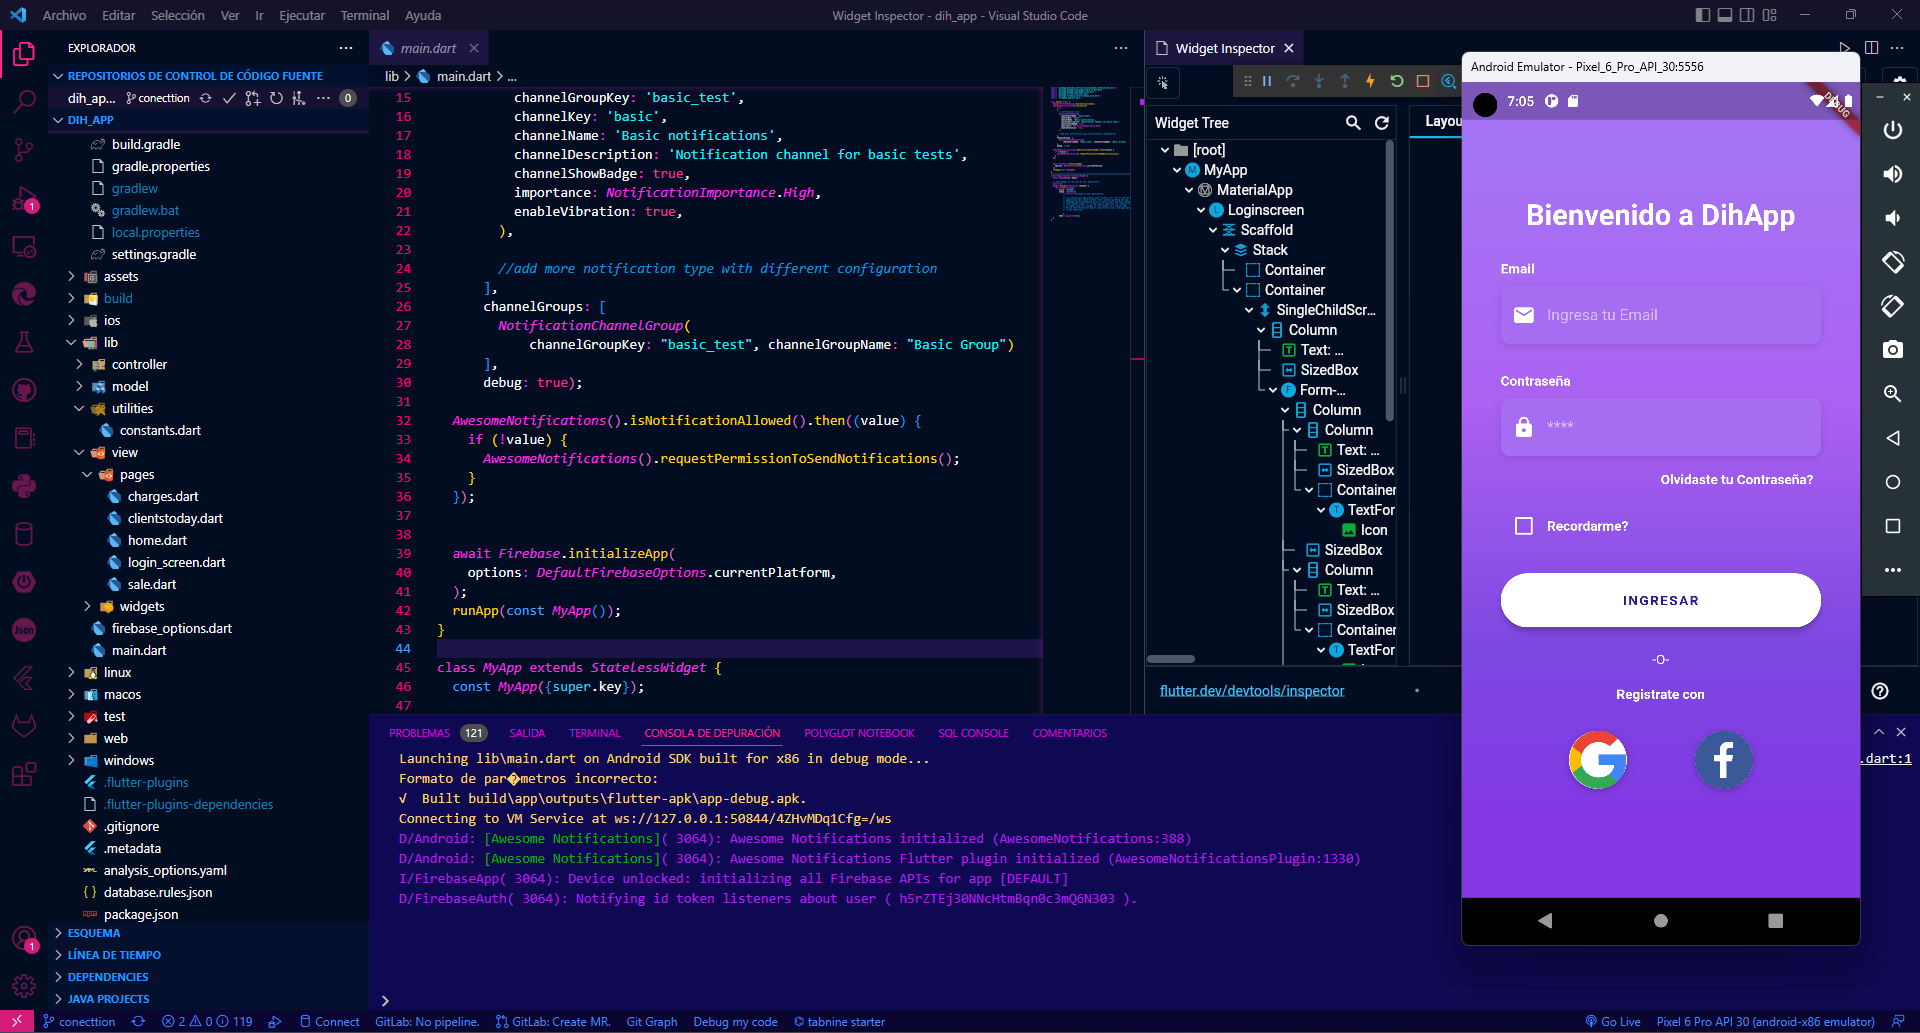 Archivo Editar Selección Ver Ir Ejecutar Terminal Ayuda
Widget Inspector - dih_app - Visual Studio Code
EXPLORADOR
REPOSITORIOS DE CONTROL DE CÓDIGO FUENTE
dih_ap... conecttion 0
DIH_APP
build.gradle
gradle.properties
gradlew
gradlew.bat
local.properties
settings.gradle
assets
build
ios
lib
controller
model
utilities
constants.dart
view
pages
charges.dart
clientstoday.dart
home.dart
login_screen.dart
sale.dart
widgets
firebase_options.dart
main.dart
linux
macos
test
web
windows
.flutter-plugins
.flutter-plugins-dependencies
.gitignore
.metadata
analysis_options.yaml
database.rules.json
package.json
ESQUEMA
LÍNEA DE TIEMPO
DEPENDENCIES
JAVA PROJECTS
1
Json
1
main.dart
lib > main.dart > ...
15 channelGroupKey: 'basic_test',
16 channelKey: 'basic',
17 channelName: 'Basic notifications',
18 channelDescription: 'Notification channel for basic tests',
19 channelShowBadge: true,
20 importance: NotificationImportance.High,
21 enableVibration: true,
22 ),
23
24 //add more notification type with different configuration
25 ],
26 channelGroups: [
27 NotificationChannelGroup(
28 channelGroupKey: "basic_test", channelGroupName: "Basic Group")
29 ],
30 debug: true);
31
32 AwesomeNotifications().isNotificationAllowed().then((value) {
33 if (!value) {
34 AwesomeNotifications().requestPermissionToSendNotifications();
35 }
36 });
37
38
39 await Firebase.initializeApp(
40 options: DefaultFirebaseOptions.currentPlatform,
41 );
42 runApp(const MyApp());
43 }
44
45 class MyApp extends StatelessWidget {
46 const MyApp({super.key});
47
Widget Inspector
Widget Tree
Layou
[root]
MyApp
MaterialApp
Loginscreen
Scaffold
Stack
Container
Container
SingleChildScr...
Column
Text: ...
SizedBox
Form-...
Column
Column
Text: ...
SizedBox
Container
TextFor
Icon
SizedBox
Column
Text: ...
SizedBox
Container
TextFor
flutter.dev/devtools/inspector
PROBLEMAS 121 SALIDA TERMINAL CONSOLA DE DEPURACIÓN POLYGLOT NOTEBOOK SQL CONSOLE COMENTARIOS
Launching lib\main.dart on Android SDK built for x86 in debug mode...
.dart:1
Formato de par�metros incorrecto:
√ Built build\app\outputs\flutter-apk\app-debug.apk.
Connecting to VM Service at ws://127.0.0.1:50844/4ZHvMDq1Cfg=/ws
D/Android: [Awesome Notifications]( 3064): Awesome Notifications initialized (AwesomeNotifications:388)
D/Android: [Awesome Notifications]( 3064): Awesome Notifications Flutter plugin initialized (AwesomeNotificationsPlugin:1330)
I/FirebaseApp( 3064): Device unlocked: initializing all Firebase APIs for app [DEFAULT]
D/FirebaseAuth( 3064): Notifying id token listeners about user ( h5rZTEj30NNcHtmBqn0c3mQ6N303 ).
Android Emulator - Pixel_6_Pro_API_30:5556
7:05
DEBUG
Bienvenido a DihApp
Email
Ingresa tu Email
Contraseña
****
Olvidaste tu Contraseña?
Recordarme?
INGRESAR
-O-
Registrate con
conecttion 2 0 119 Connect GitLab: No pipeline. GitLab: Create MR. Git Graph Debug my code tabnine starter
Go Live Pixel 6 Pro API 30 (android-x86 emulator)